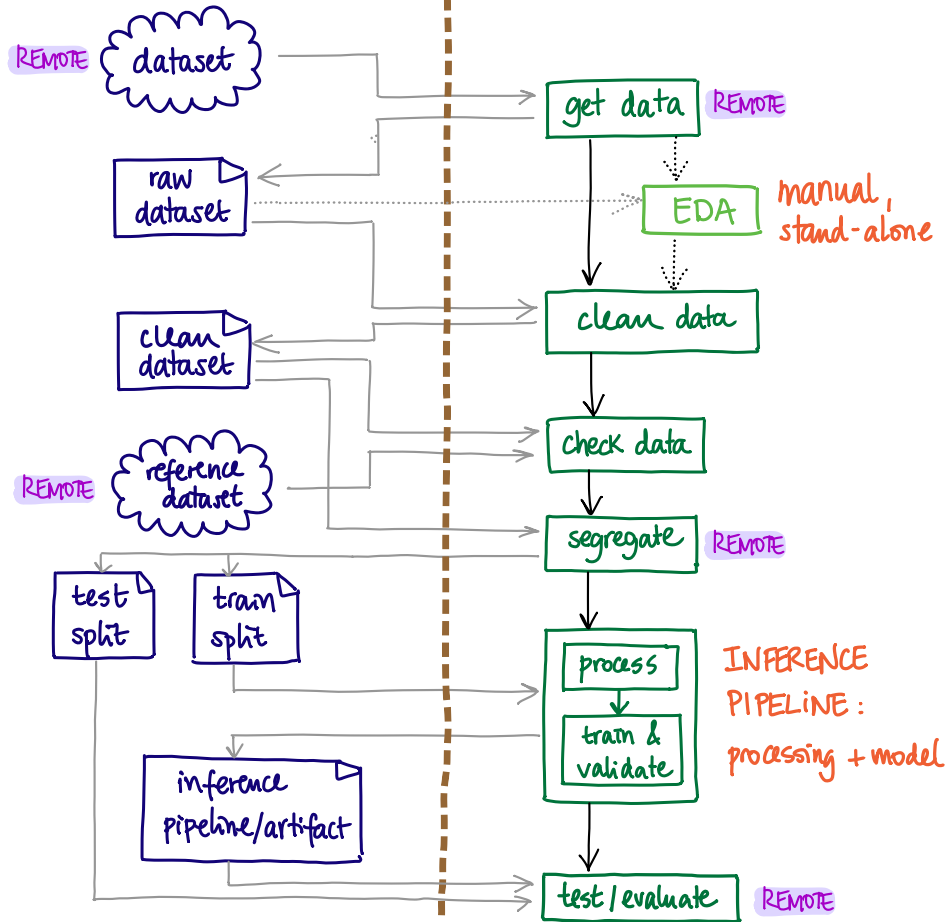 REMOTE
dataset
get data
REMOTE
raw
dataset
EDA
manual,
stand-alone
clean
dataset
clean data
check data
REMOTE
reference
dataset
segregate
REMOTE
test
split
train
split
process
train &
validate
INFERENCE
PIPELINE:
processing + model
inference
pipeline/artifact
test/evaluate
REMOTE